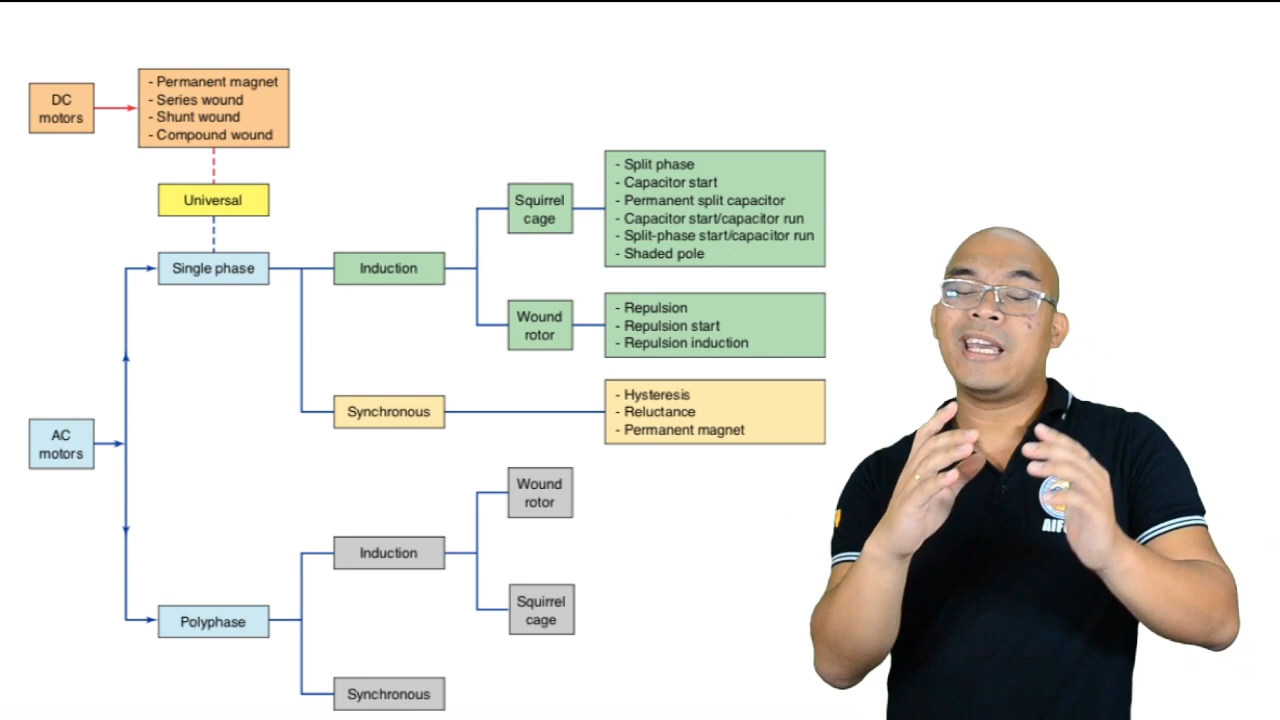 DC
motors
- Permanent magnet
- Series wound
- Shunt wound
- Compound wound
Universal
Single phase
Induction
Squirrel
cage
- Split phase
- Capacitor start
- Permanent split capacitor
- Capacitor start/capacitor run
- Split-phase start/capacitor run
- Shaded pole
Wound
rotor
- Repulsion
- Repulsion start
- Repulsion induction
Synchronous
- Hysteresis
- Reluctance
- Permanent magnet
AC
motors
Polyphase
Induction
Wound
rotor
Squirrel
cage
Synchronous